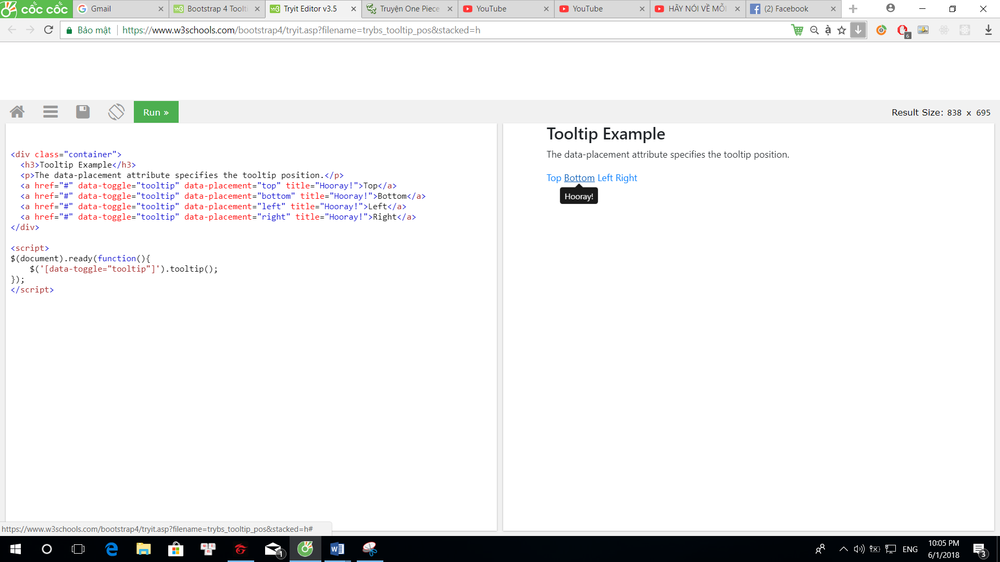 cốc cốc
Gmail
Bootstrap 4 Toolti
Tryit Editor v3.5
Truyện One Piece
YouTube
YouTube
HÃY NÓI VỀ MỖI
(2) Facebook
Bảo mật
https://www.w3schools.com/bootstrap4/tryit.asp?filename=trybs_tooltip_pos&stacked=h
6
Run »
Result Size: 838 x 695
<div class="container">
<h3>Tooltip Example</h3>
<p>The data-placement attribute specifies the tooltip position.</p>
<a href="#" data-toggle="tooltip" data-placement="top" title="Hooray!">Top</a>
<a href="#" data-toggle="tooltip" data-placement="bottom" title="Hooray!">Bottom</a>
<a href="#" data-toggle="tooltip" data-placement="left" title="Hooray!">Left</a>
<a href="#" data-toggle="tooltip" data-placement="right" title="Hooray!">Right</a>
</div>
<script>
$(document).ready(function(){
$('[data-toggle="tooltip"]').tooltip();
});
</script>
Tooltip Example
The data-placement attribute specifies the tooltip position.
Top Bottom Left Right
Hooray!
https://www.w3schools.com/bootstrap4/tryit.asp?filename=trybs_tooltip_pos&stacked=h#
1
ENG
10:05 PM
6/1/2018
3